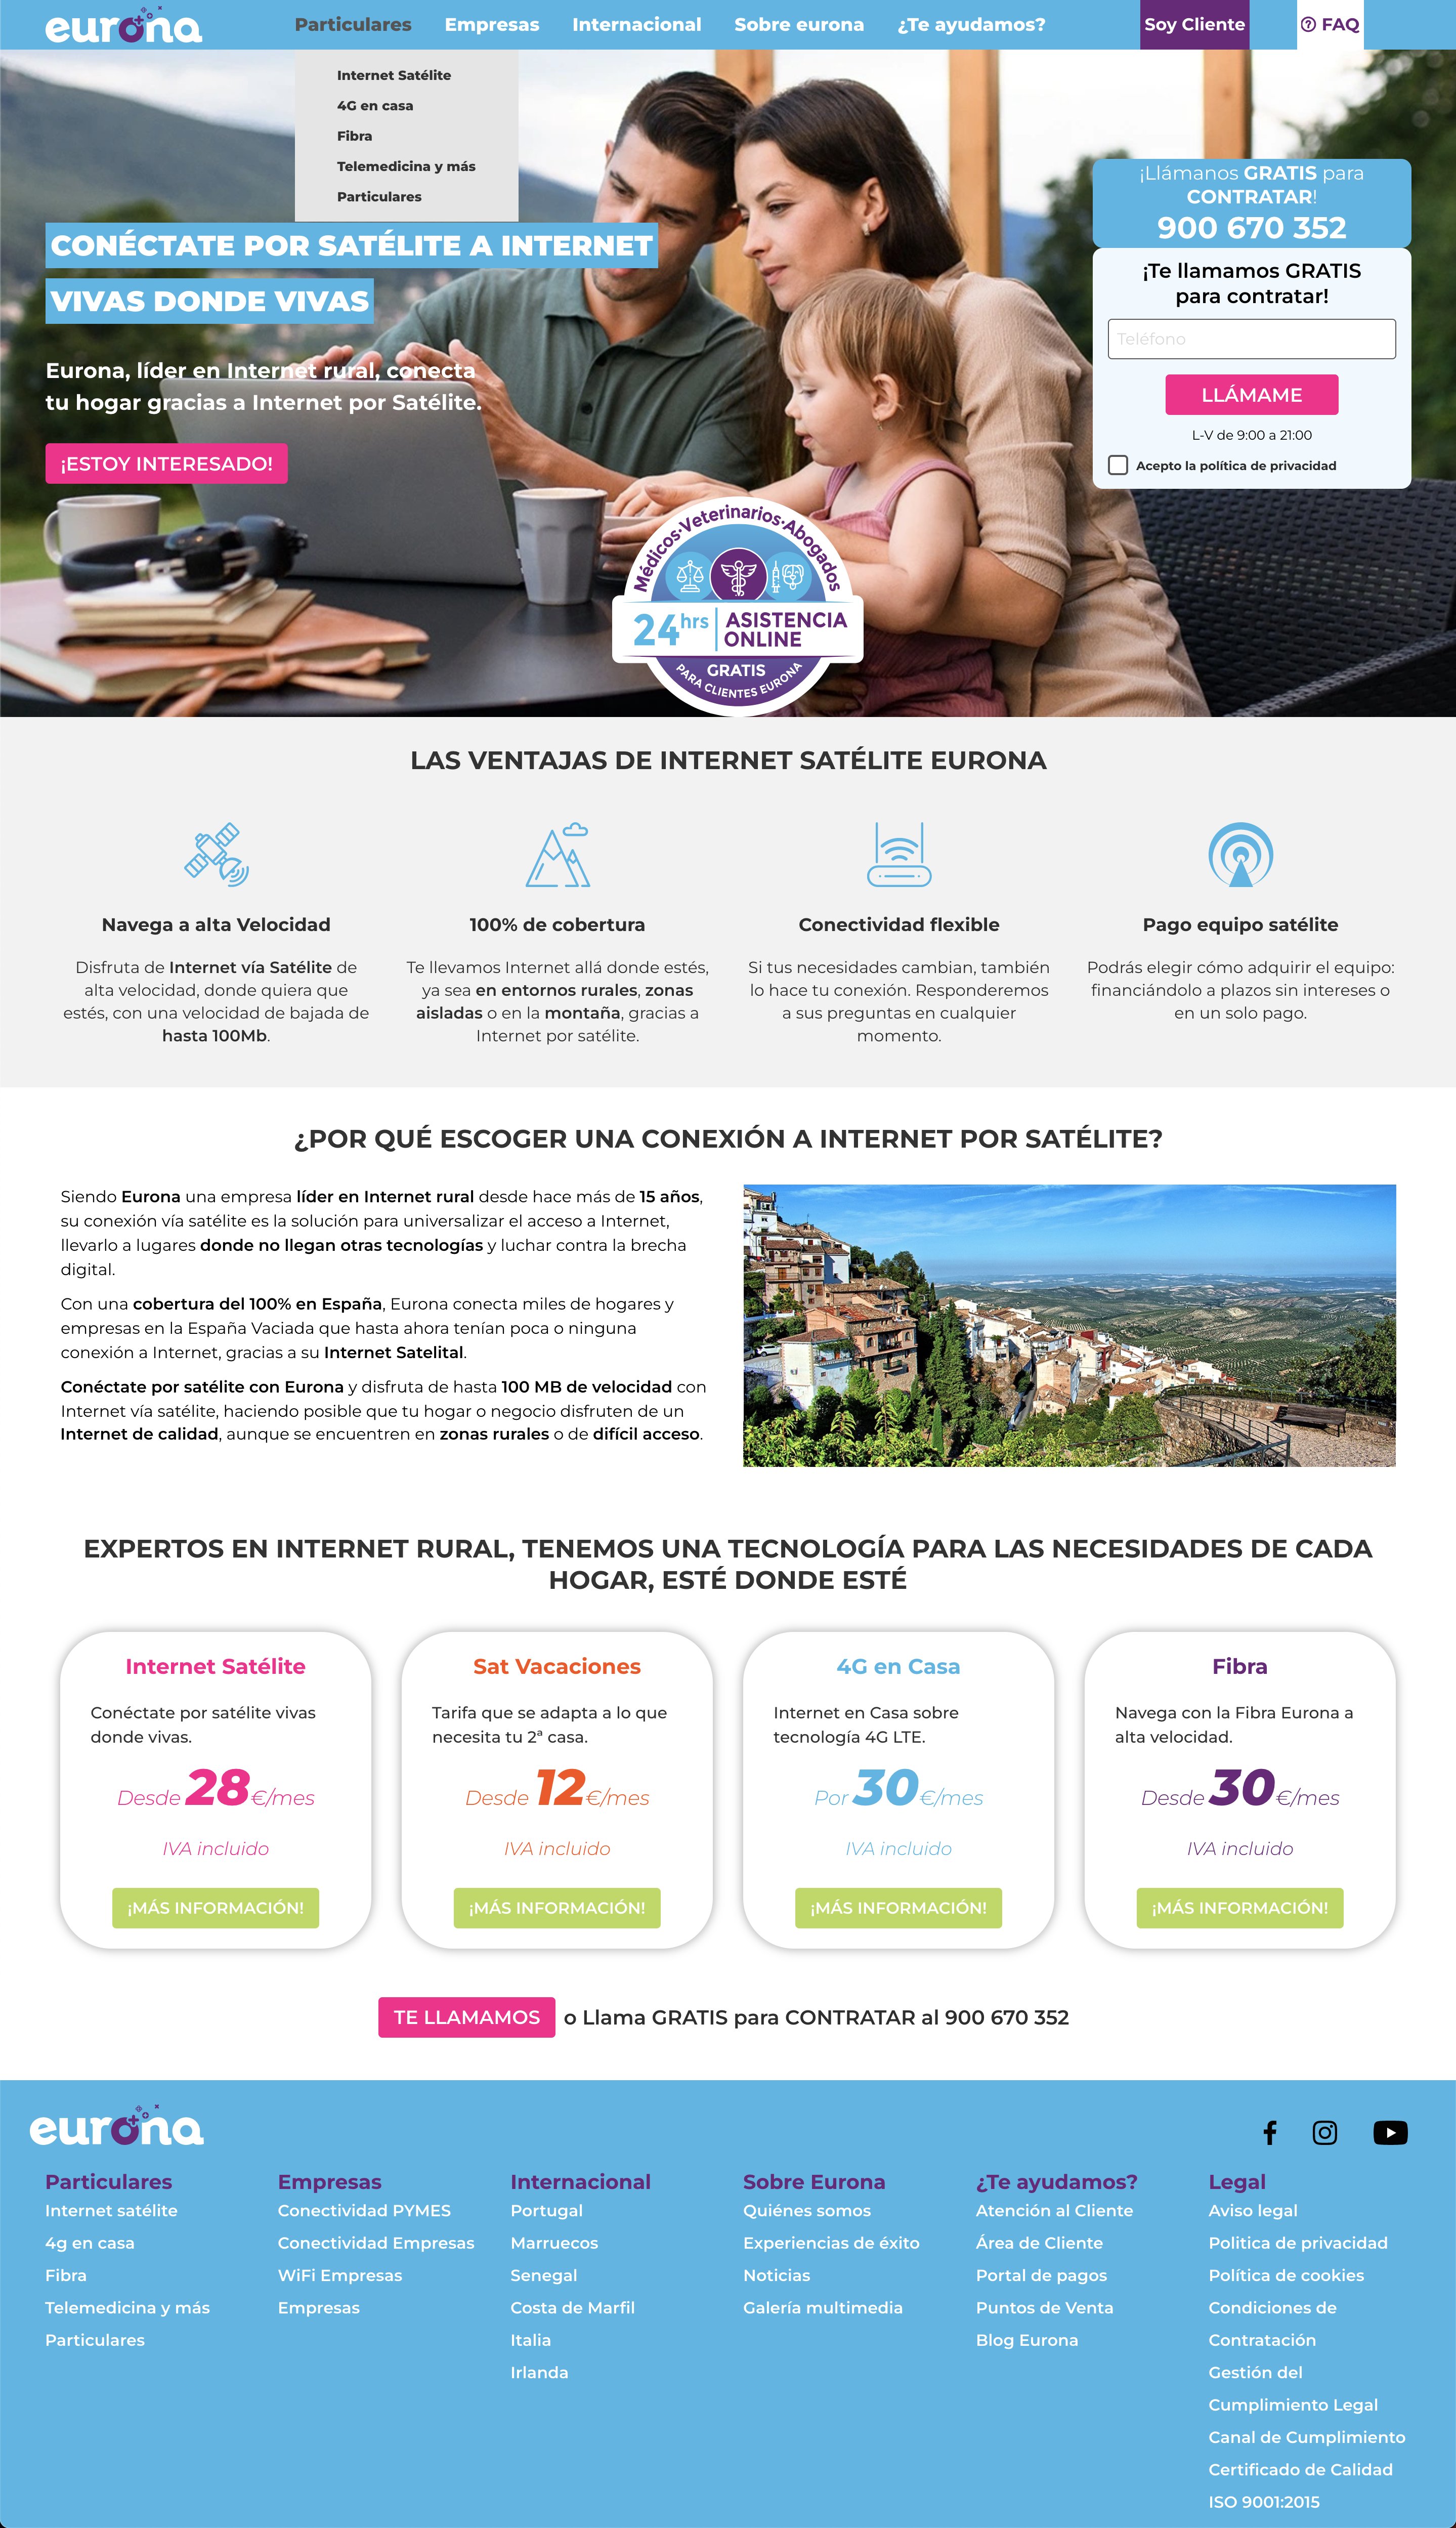 eurona
Particulares
Empresas
Internacional
Sobre eurona
¿Te ayudamos?
Soy Cliente
FAQ
Internet Satélite
4G en casa
Fibra
Telemedicina y más
Particulares
CONÉCTATE POR SATÉLITE A INTERNET
VIVAS DONDE VIVAS
Eurona, líder en Internet rural, conecta
tu hogar gracias a Internet por Satélite.
¡ESTOY INTERESADO!
¡Llámanos GRATIS para
CONTRATAR!
900 670 352
¡Te llamamos GRATIS
para contratar!
Teléfono
LLÁMAME
L-V de 9:00 a 21:00
Acepto la política de privacidad
Médicos·Veterinarios·Abogados
24hrs
ASISTENCIA
ONLINE
GRATIS
PARA CLIENTES EURONA
LAS VENTAJAS DE INTERNET SATÉLITE EURONA
Navega a alta Velocidad
Disfruta de Internet vía Satélite de
alta velocidad, donde quiera que
estés, con una velocidad de bajada de
hasta 100Mb.
100% de cobertura
Te llevamos Internet allá donde estés,
ya sea en entornos rurales, zonas
aisladas o en la montaña, gracias a
Internet por satélite.
Conectividad flexible
Si tus necesidades cambian, también
lo hace tu conexión. Responderemos
a sus preguntas en cualquier
momento.
Pago equipo satélite
Podrás elegir cómo adquirir el equipo:
financiándolo a plazos sin intereses o
en un solo pago.
¿POR QUÉ ESCOGER UNA CONEXIÓN A INTERNET POR SATÉLITE?
Siendo Eurona una empresa líder en Internet rural desde hace más de 15 años,
su conexión vía satélite es la solución para universalizar el acceso a Internet,
llevarlo a lugares donde no llegan otras tecnologías y luchar contra la brecha
digital.
Con una cobertura del 100% en España, Eurona conecta miles de hogares y
empresas en la España Vaciada que hasta ahora tenían poca o ninguna
conexión a Internet, gracias a su Internet Satelital.
Conéctate por satélite con Eurona y disfruta de hasta 100 MB de velocidad con
Internet vía satélite, haciendo posible que tu hogar o negocio disfruten de un
Internet de calidad, aunque se encuentren en zonas rurales o de difícil acceso.
EXPERTOS EN INTERNET RURAL, TENEMOS UNA TECNOLOGÍA PARA LAS NECESIDADES DE CADA
HOGAR, ESTÉ DONDE ESTÉ
Internet Satélite
Conéctate por satélite vivas
donde vivas.
Desde 28€/mes
IVA incluido
¡MÁS INFORMACIÓN!
Sat Vacaciones
Tarifa que se adapta a lo que
necesita tu 2ª casa.
Desde 12€/mes
IVA incluido
¡MÁS INFORMACIÓN!
4G en Casa
Internet en Casa sobre
tecnología 4G LTE.
Por 30€/mes
IVA incluido
¡MÁS INFORMACIÓN!
Fibra
Navega con la Fibra Eurona a
alta velocidad.
Desde 30€/mes
IVA incluido
¡MÁS INFORMACIÓN!
TE LLAMAMOS o Llama GRATIS para CONTRATAR al 900 670 352
eurona
Particulares
Internet satélite
4g en casa
Fibra
Telemedicina y más
Particulares
Empresas
Conectividad PYMES
Conectividad Empresas
WiFi Empresas
Empresas
Internacional
Portugal
Marruecos
Senegal
Costa de Marfil
Italia
Irlanda
Sobre Eurona
Quiénes somos
Experiencias de éxito
Noticias
Galería multimedia
¿Te ayudamos?
Atención al Cliente
Área de Cliente
Portal de pagos
Puntos de Venta
Blog Eurona
Legal
Aviso legal
Politica de privacidad
Política de cookies
Condiciones de
Contratación
Gestión del
Cumplimiento Legal
Canal de Cumplimiento
Certificado de Calidad
ISO 9001:2015